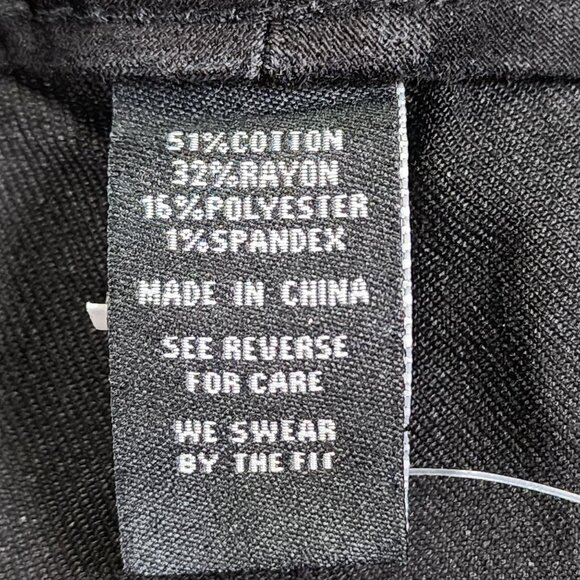 51%COTTON
32%RAYON
16%POLYESTER
1%SPANDEX
MADE IN CHINA
SEE REVERSE
FOR CARE
WE SWEAR
BY THE FIT